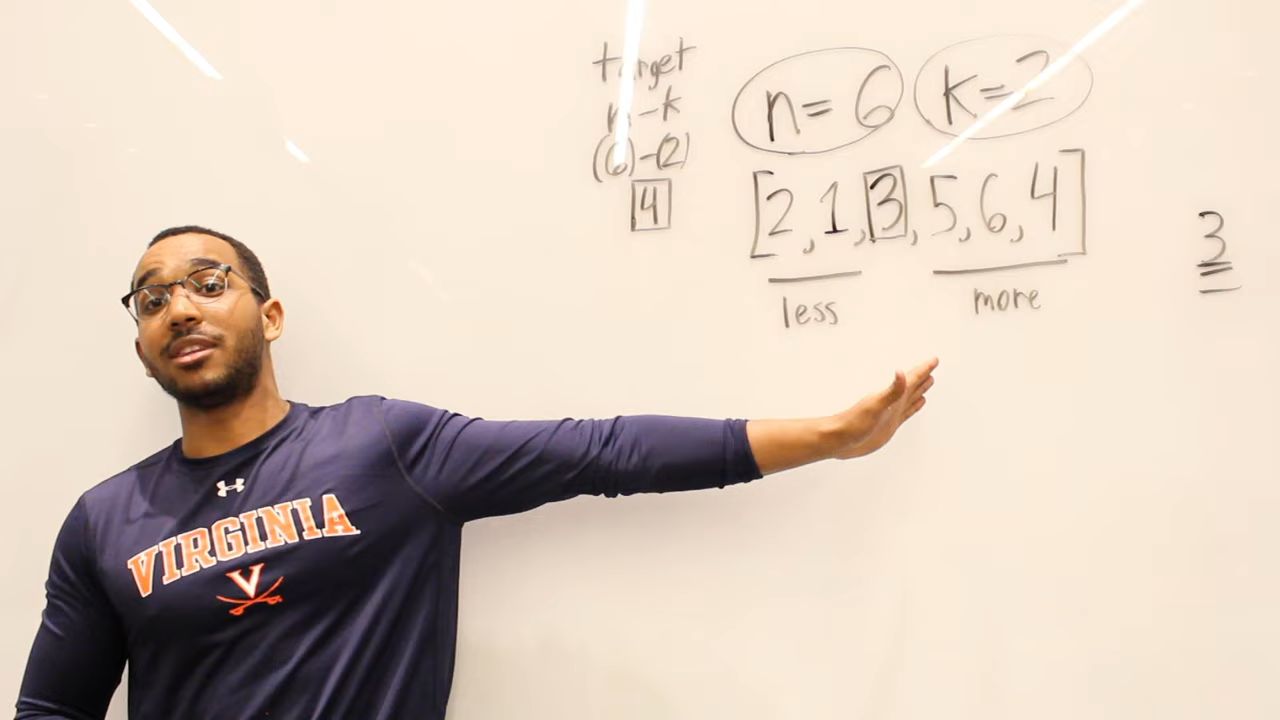 target
n-k
(6)-(2)
4
n=6
k=2
[2,1,3,5,6,4]
less
more
3
VIRGINIA
V